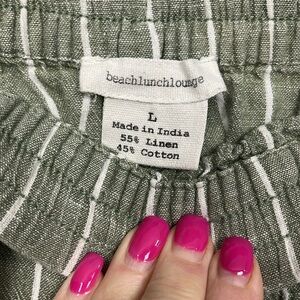 beachlunchlounge
L
Made in India
55% Linen
45% Cotton